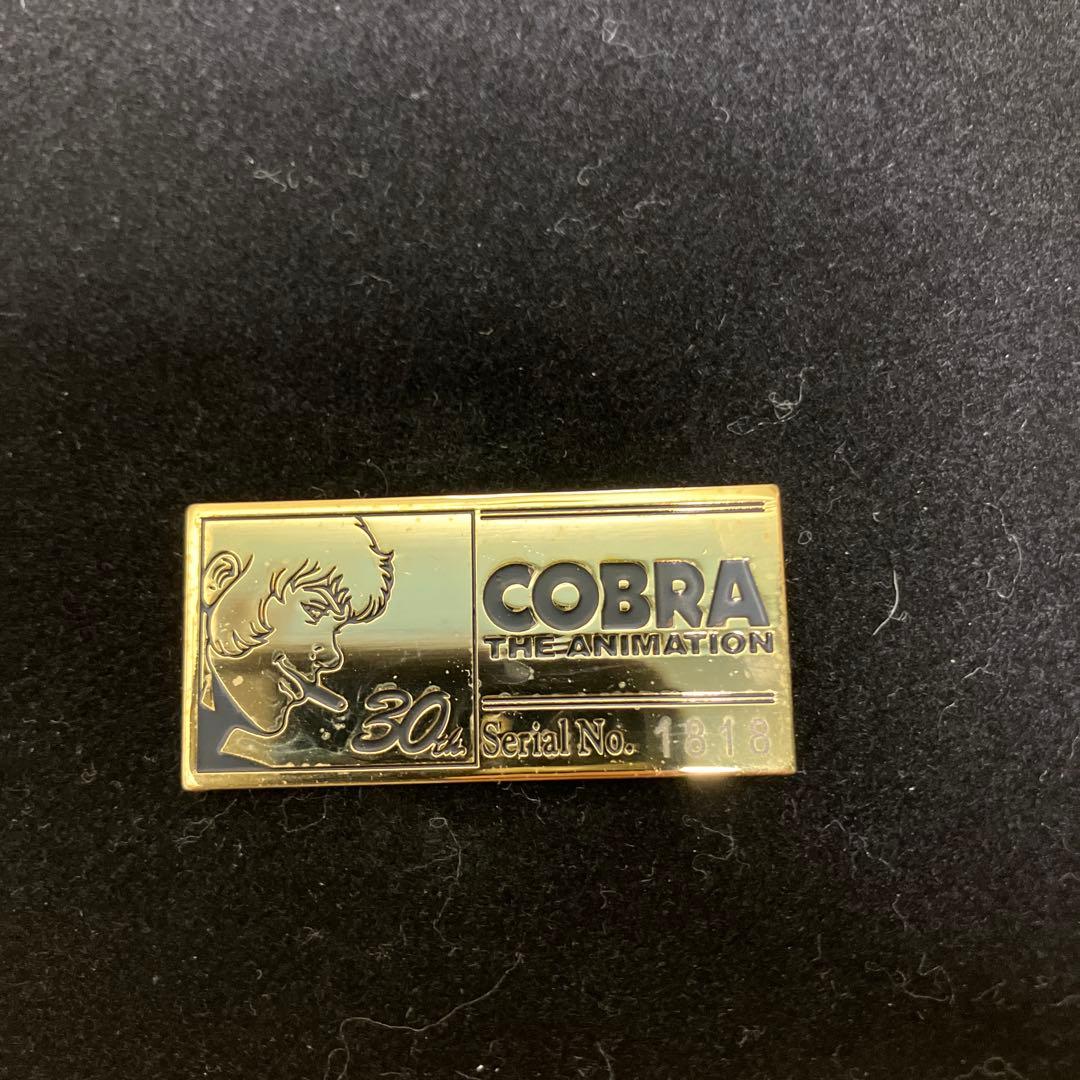 30th
COBRA
THE ANIMATION
Serial No. 1818